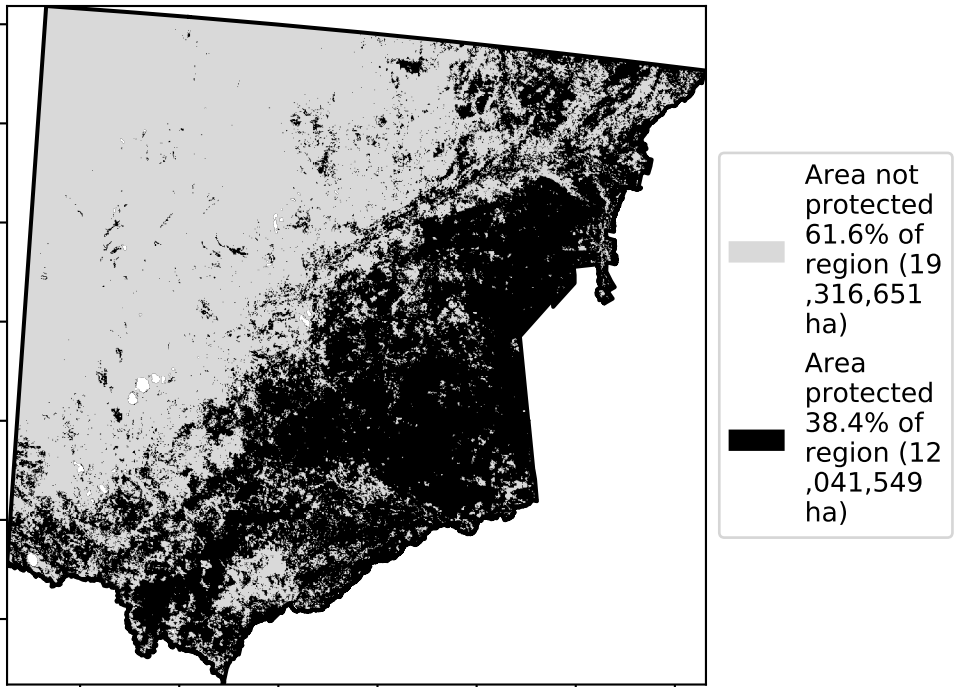 Area not
protected
61.6% of
region (19
,316,651
ha)
Area
protected
38.4% of
region (12
,041,549
ha)